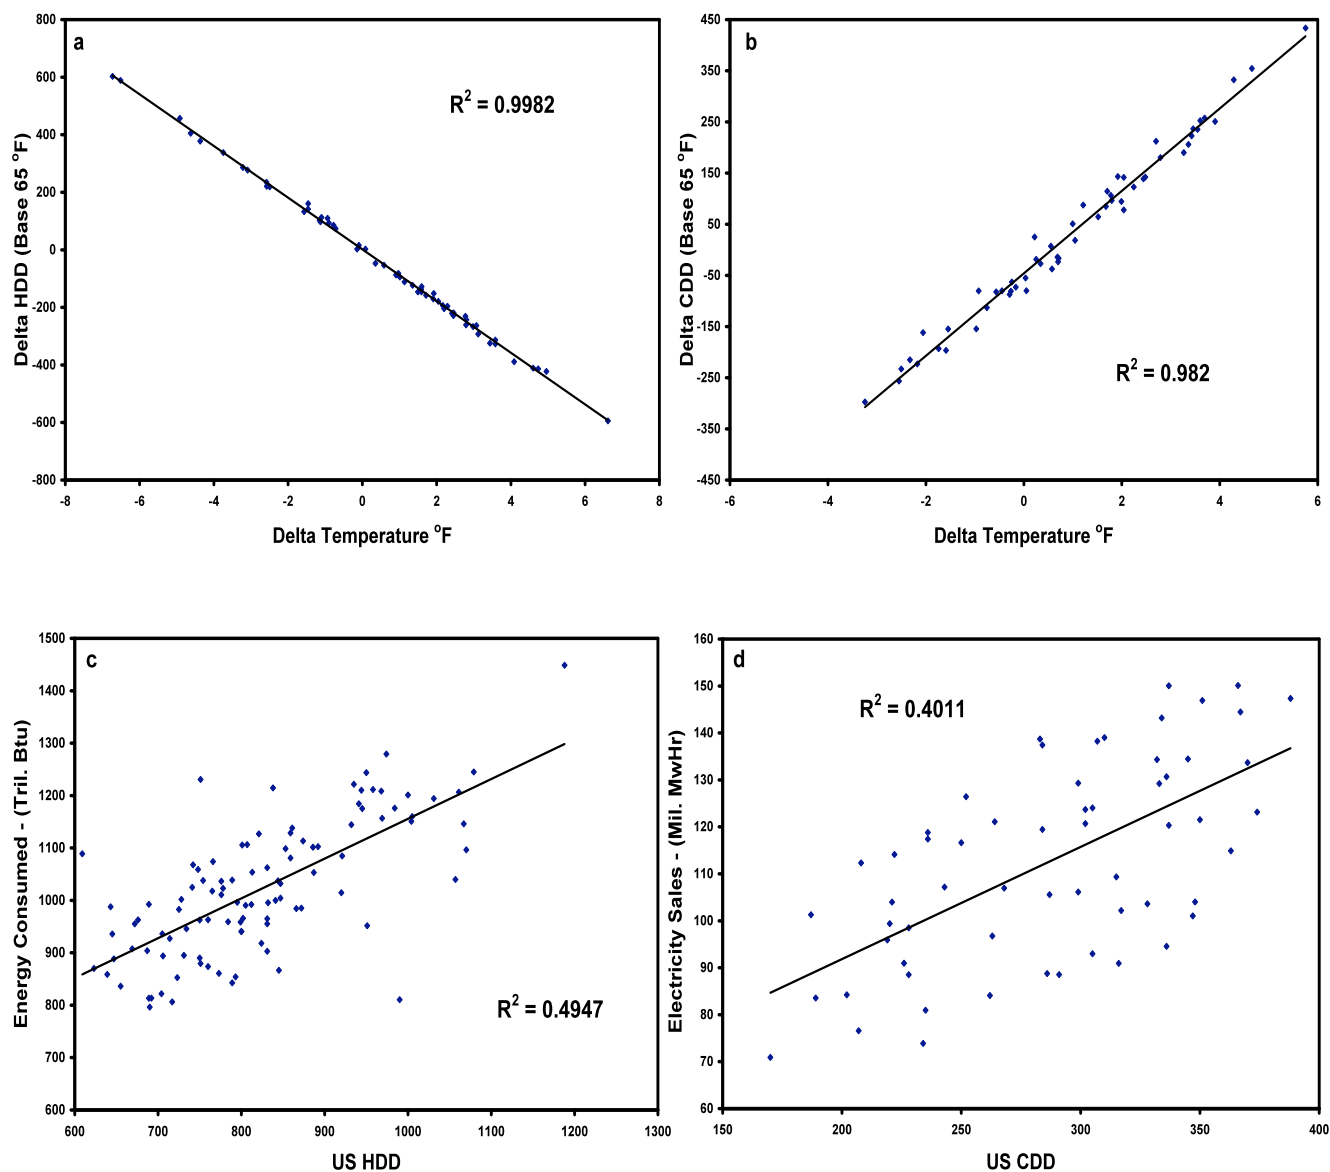 a
R² = 0.9982
Delta HDD (Base 65 °F)
800
600
400
200
0
-200
-400
-600
-800
-8 -6 -4 -2 0 2 4 6 8
Delta Temperature °F
b
R² = 0.982
Delta CDD (Base 65 °F)
450
350
250
150
50
-50
-150
-250
-350
-450
-6 -4 -2 0 2 4 6
Delta Temperature °F
c
R² = 0.4947
Energy Consumed - (Tril. Btu)
1500
1400
1300
1200
1100
1000
900
800
700
600
600 700 800 900 1000 1100 1200 1300
US HDD
d
R² = 0.4011
Electricity Sales - (Mil. MwHr)
160
150
140
130
120
110
100
90
80
70
60
150 200 250 300 350 400
US CDD